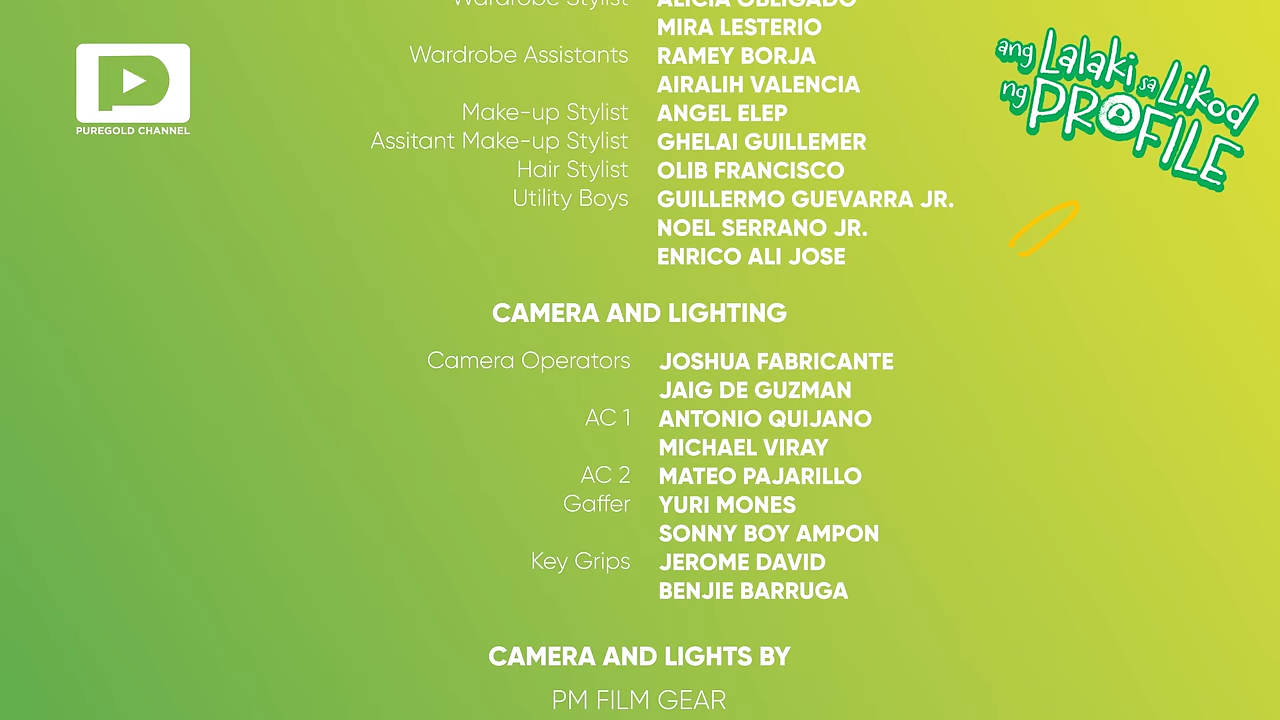 Wardrobe Stylist ALICIA OBLIGADO
MIRA LESTERIO
Wardrobe Assistants RAMEY BORJA
AIRALIH VALENCIA
Make-up Stylist ANGEL ELEP
Assitant Make-up Stylist GHELAI GUILLEMER
Hair Stylist OLIB FRANCISCO
Utility Boys GUILLERMO GUEVARRA JR.
NOEL SERRANO JR.
ENRICO ALI JOSE
CAMERA AND LIGHTING
Camera Operators JOSHUA FABRICANTE
JAIG DE GUZMAN
AC 1 ANTONIO QUIJANO
MICHAEL VIRAY
AC 2 MATEO PAJARILLO
Gaffer YURI MONES
SONNY BOY AMPON
Key Grips JEROME DAVID
BENJIE BARRUGA
CAMERA AND LIGHTS BY
PM FILM GEAR
PUREGOLD CHANNEL
ang Lalaki sa Likod
ng PROFILE